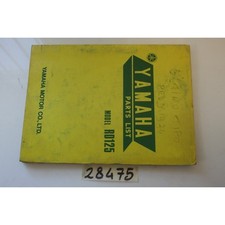 YAMAHA
PARTS LIST
MODEL RD125
YAMAHA MOTOR CO., LTD.
28475